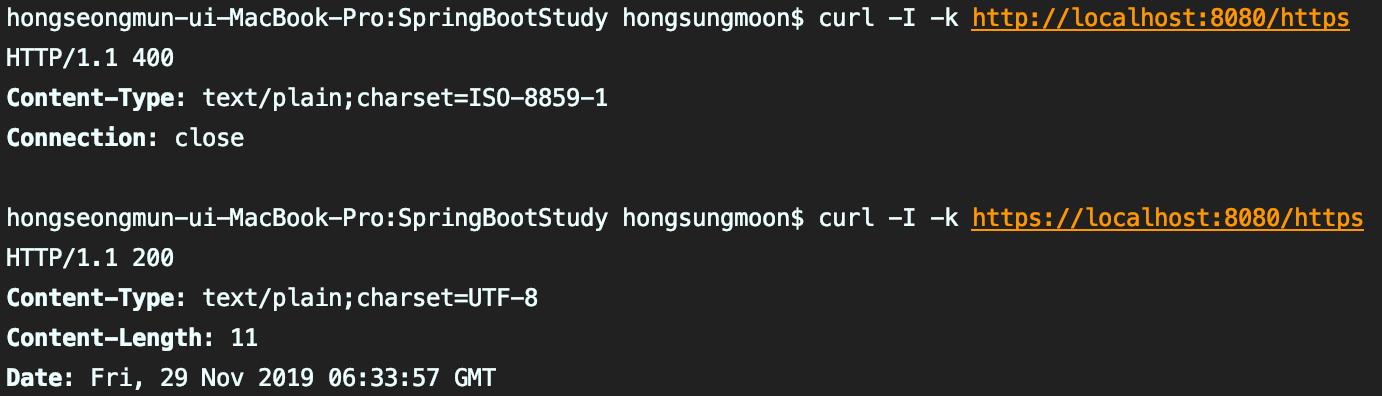 hongseongmun-ui-MacBook-Pro:SpringBootStudy hongsungmoon$ curl -I -k http://localhost:8080/https
HTTP/1.1 400
Content-Type: text/plain;charset=ISO-8859-1
Connection: close
hongseongmun-ui-MacBook-Pro:SpringBootStudy hongsungmoon$ curl -I -k https://localhost:8080/https
HTTP/1.1 200
Content-Type: text/plain;charset=UTF-8
Content-Length: 11
Date: Fri, 29 Nov 2019 06:33:57 GMT